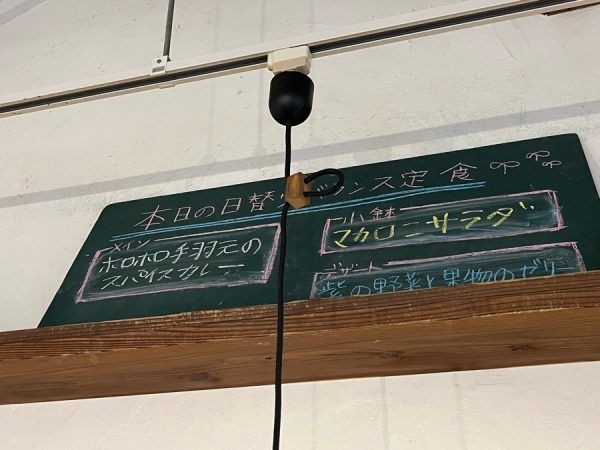 本日の日替 ンス定食
メイン
ホロホロ手羽元の
スパイスカレー
小鉢
マカロニサラダ
デザート
紫の野菜と果物のゼリー